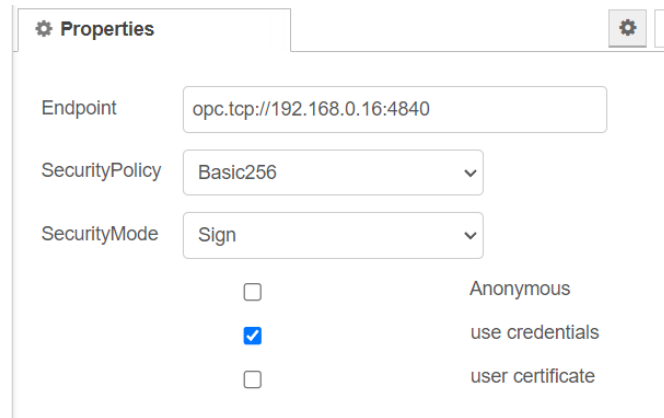 Properties
Endpoint opc.tcp://192.168.0.16:4840
SecurityPolicy Basic256
SecurityMode Sign
Anonymous
use credentials
user certificate